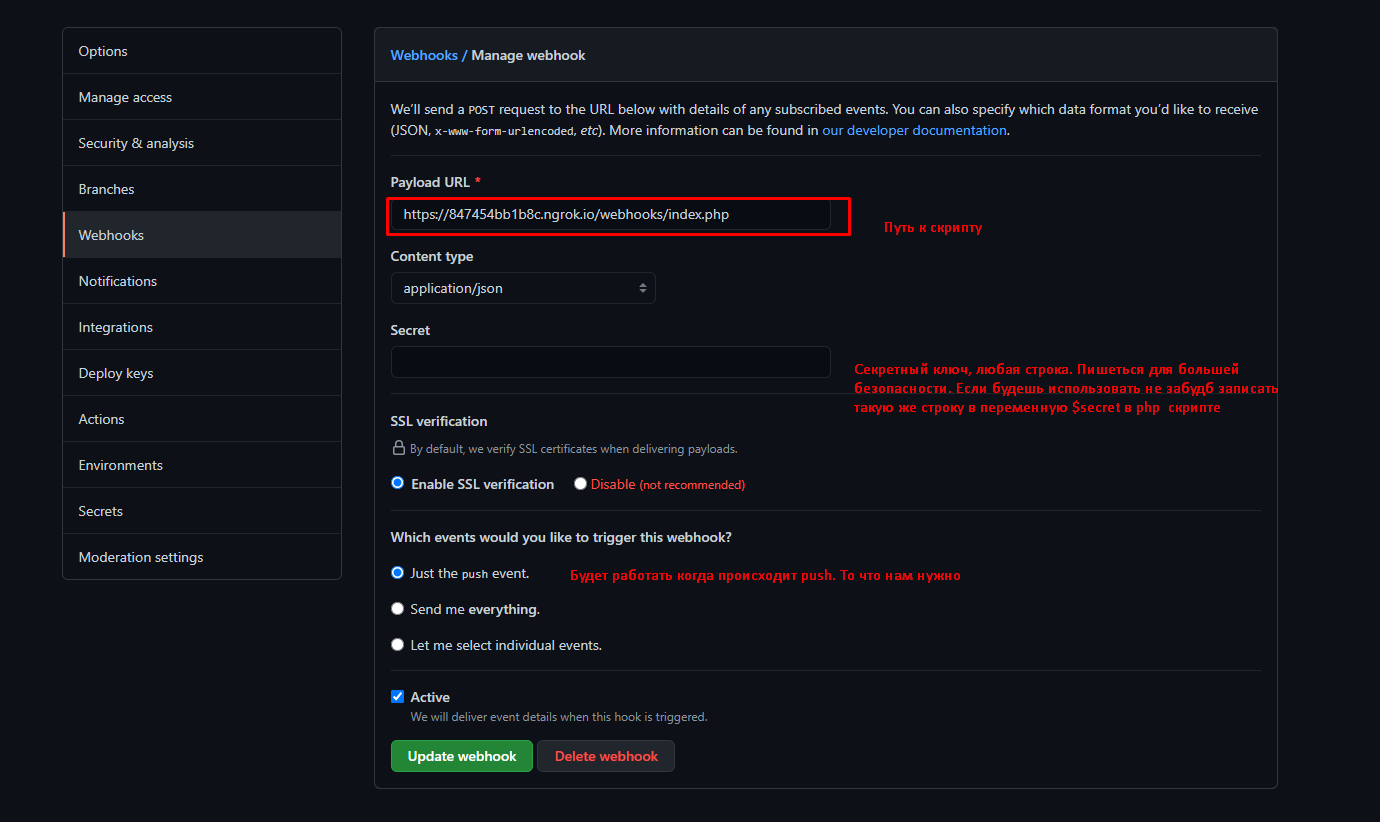 Options
Manage access
Security & analysis
Branches
Webhooks
Notifications
Integrations
Deploy keys
Actions
Environments
Secrets
Moderation settings
Webhooks / Manage webhook
We’ll send a POST request to the URL below with details of any subscribed events. You can also specify which data format you’d like to receive
(JSON, x-www-form-urlencoded, etc). More information can be found in our developer documentation.
Payload URL *
https://847454bb1b8c.ngrok.io/webhooks/index.php
Путь к скрипту
Content type
application/json
Secret
Секретный ключ, любая строка. Пишеться для большей
безопасности. Если будешь использовать не забудб записать
такую же строку в переменную $secret в php скрипте
SSL verification
By default, we verify SSL certificates when delivering payloads.
Enable SSL verification Disable (not recommended)
Which events would you like to trigger this webhook?
Just the push event. Будет работать когда происходит push. То что нам нужно
Send me everything.
Let me select individual events.
Active
We will deliver event details when this hook is triggered.
Update webhook Delete webhook